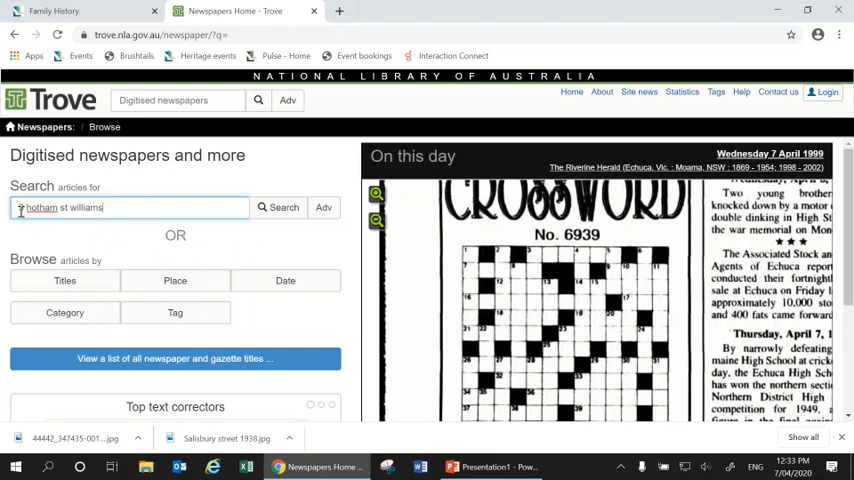 Family History
Newspapers Home - Trove
trove.nla.gov.au/newspaper/?q=
Apps
Events
Brushtails
Heritage events
Pulse - Home
Event bookings
Interaction Connect
NATIONAL LIBRARY OF AUSTRALIA
Trove
Digitised newspapers
Adv
Home
About
Site news
Statistics
Tags
Help
Contact us
Login
Newspapers:
/ Browse
Digitised newspapers and more
Search articles for
hotham st williams
Search
Adv
OR
Browse articles by
Titles
Place
Date
Category
Tag
View a list of all newspaper and gazette titles ...
Top text correctors
On this day
Wednesday 7 April 1999
The Riverine Herald (Echuca, Vic. : Moama, NSW : 1869 - 1954; 1998 - 2002)
CROSSWORD
No. 6939
Wednesday, April
Two young brother
knocked down by a motor
double dinking in High St
the war memorial on Mon
★ ★ ★
The Associated Stock an
Agents of Echuca repor
conducted their fortnight
sale at Echuca on Friday l
approximately 10,000 sto
and 400 fats came forward
Thursday, April 7, 1
By narrowly defeating
maine High School at crick
day, the Echuca High Sch
has won the northern secti
Northern District High
competition for 1949,
44442_347435-001....jpg
Salisbury street 1938.jpg
Show all
Newspapers Home ...
Presentation1 - Pow...
ENG
12:33 PM
7/04/2020